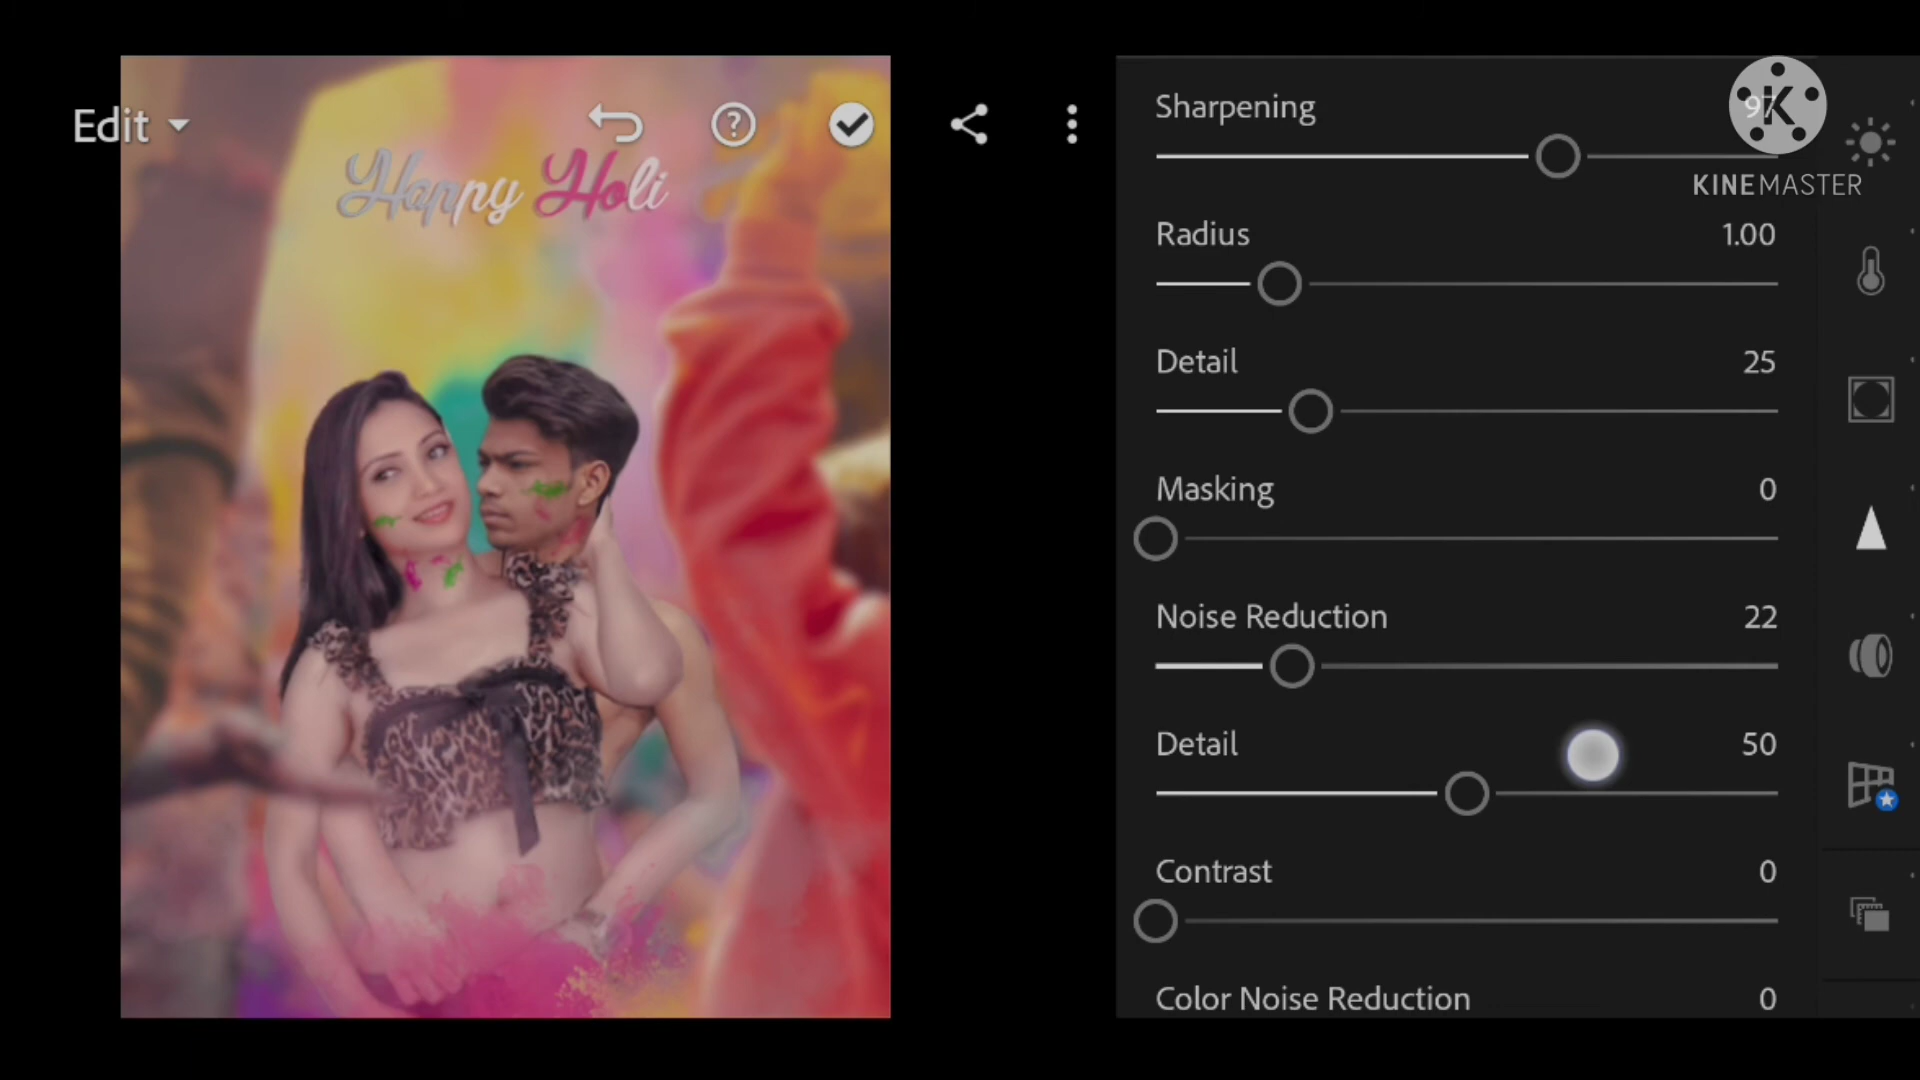 Edit
Happy Holi
Sharpening
KINEMASTER
Radius 1.00
Detail 25
Masking 0
Noise Reduction 22
Detail 50
Contrast 0
Color Noise Reduction 0